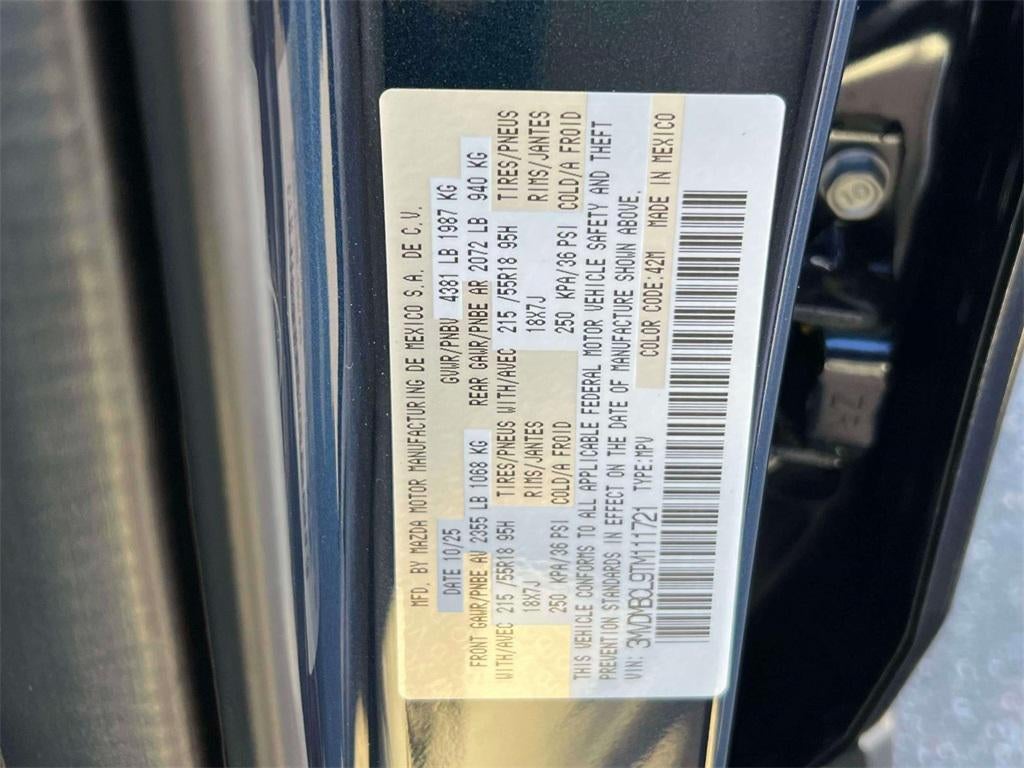 MFD. BY MAZDA MOTOR MANUFACTURING DE MEXICO S.A. DE C.V.
DATE 10/25 GVWR/PNBV 4381 LB 1987 KG
FRONT GAWR/PNBE AV 2355 LB 1068 KG REAR GAWR/PNBE AR 2072 LB 940 KG
WITH/AVEC 215 /55R18 95H TIRES/PNEUS WITH/AVEC 215 /55R18 95H TIRES/PNEUS
18X7J RIMS/JANTES 18X7J RIMS/JANTES
250 KPA/36 PSI COLD/A FROID 250 KPA/36 PSI COLD/A FROID
THIS VEHICLE CONFORMS TO ALL APPLICABLE FEDERAL MOTOR VEHICLE SAFETY AND THEFT
PREVENTION STANDARDS IN EFFECT ON THE DATE OF MANUFACTURE SHOWN ABOVE.
VIN: 3MVDMBCL9TM111721 TYPE:MPV COLOR CODE:42M MADE IN MEXICO
10